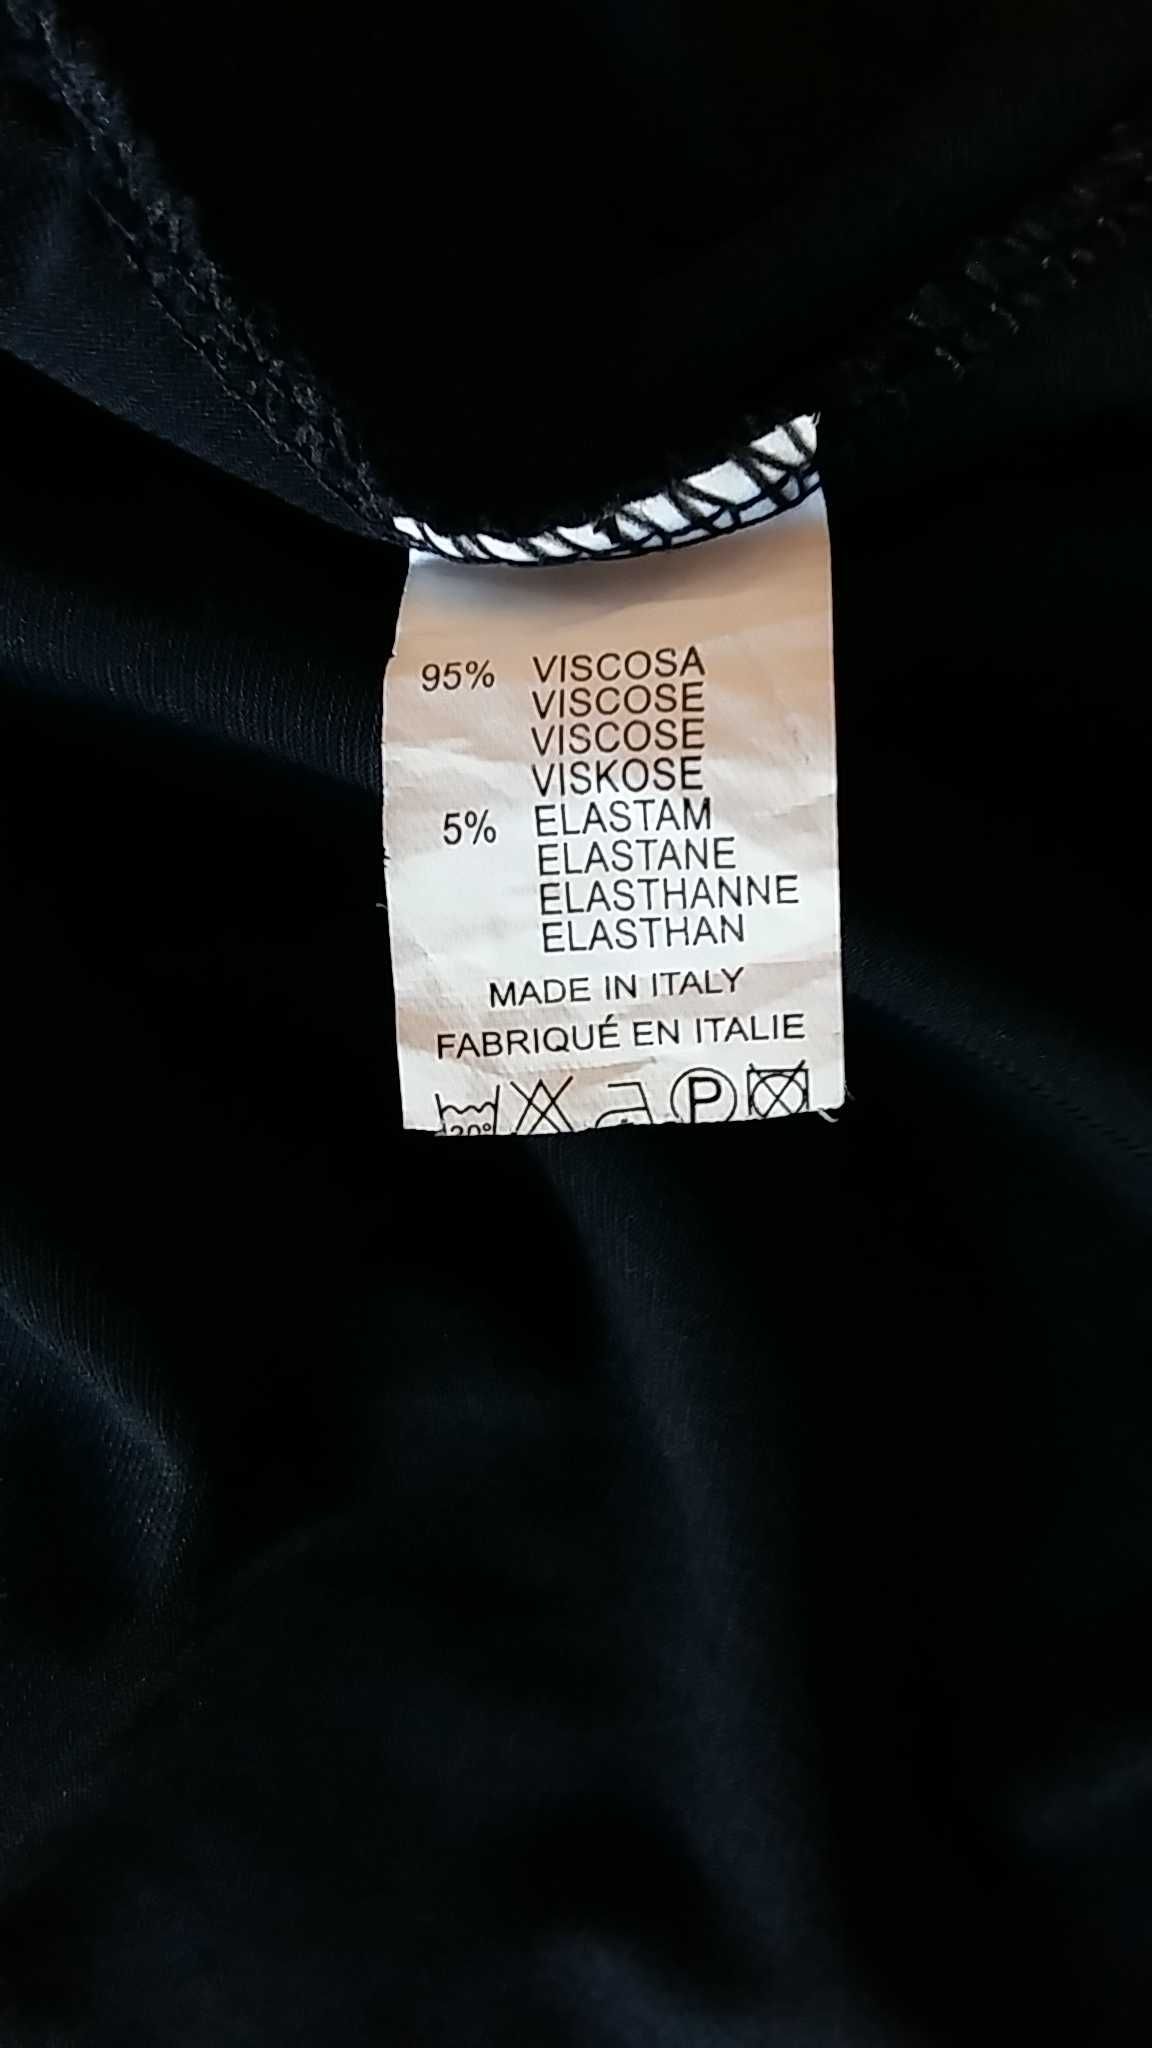 95% VISCOSA
VISCOSE
VISCOSE
VISKOSE
5% ELASTAM
ELASTANE
ELASTHANNE
ELASTHAN
MADE IN ITALY
FABRIQUÉ EN ITALIE
P